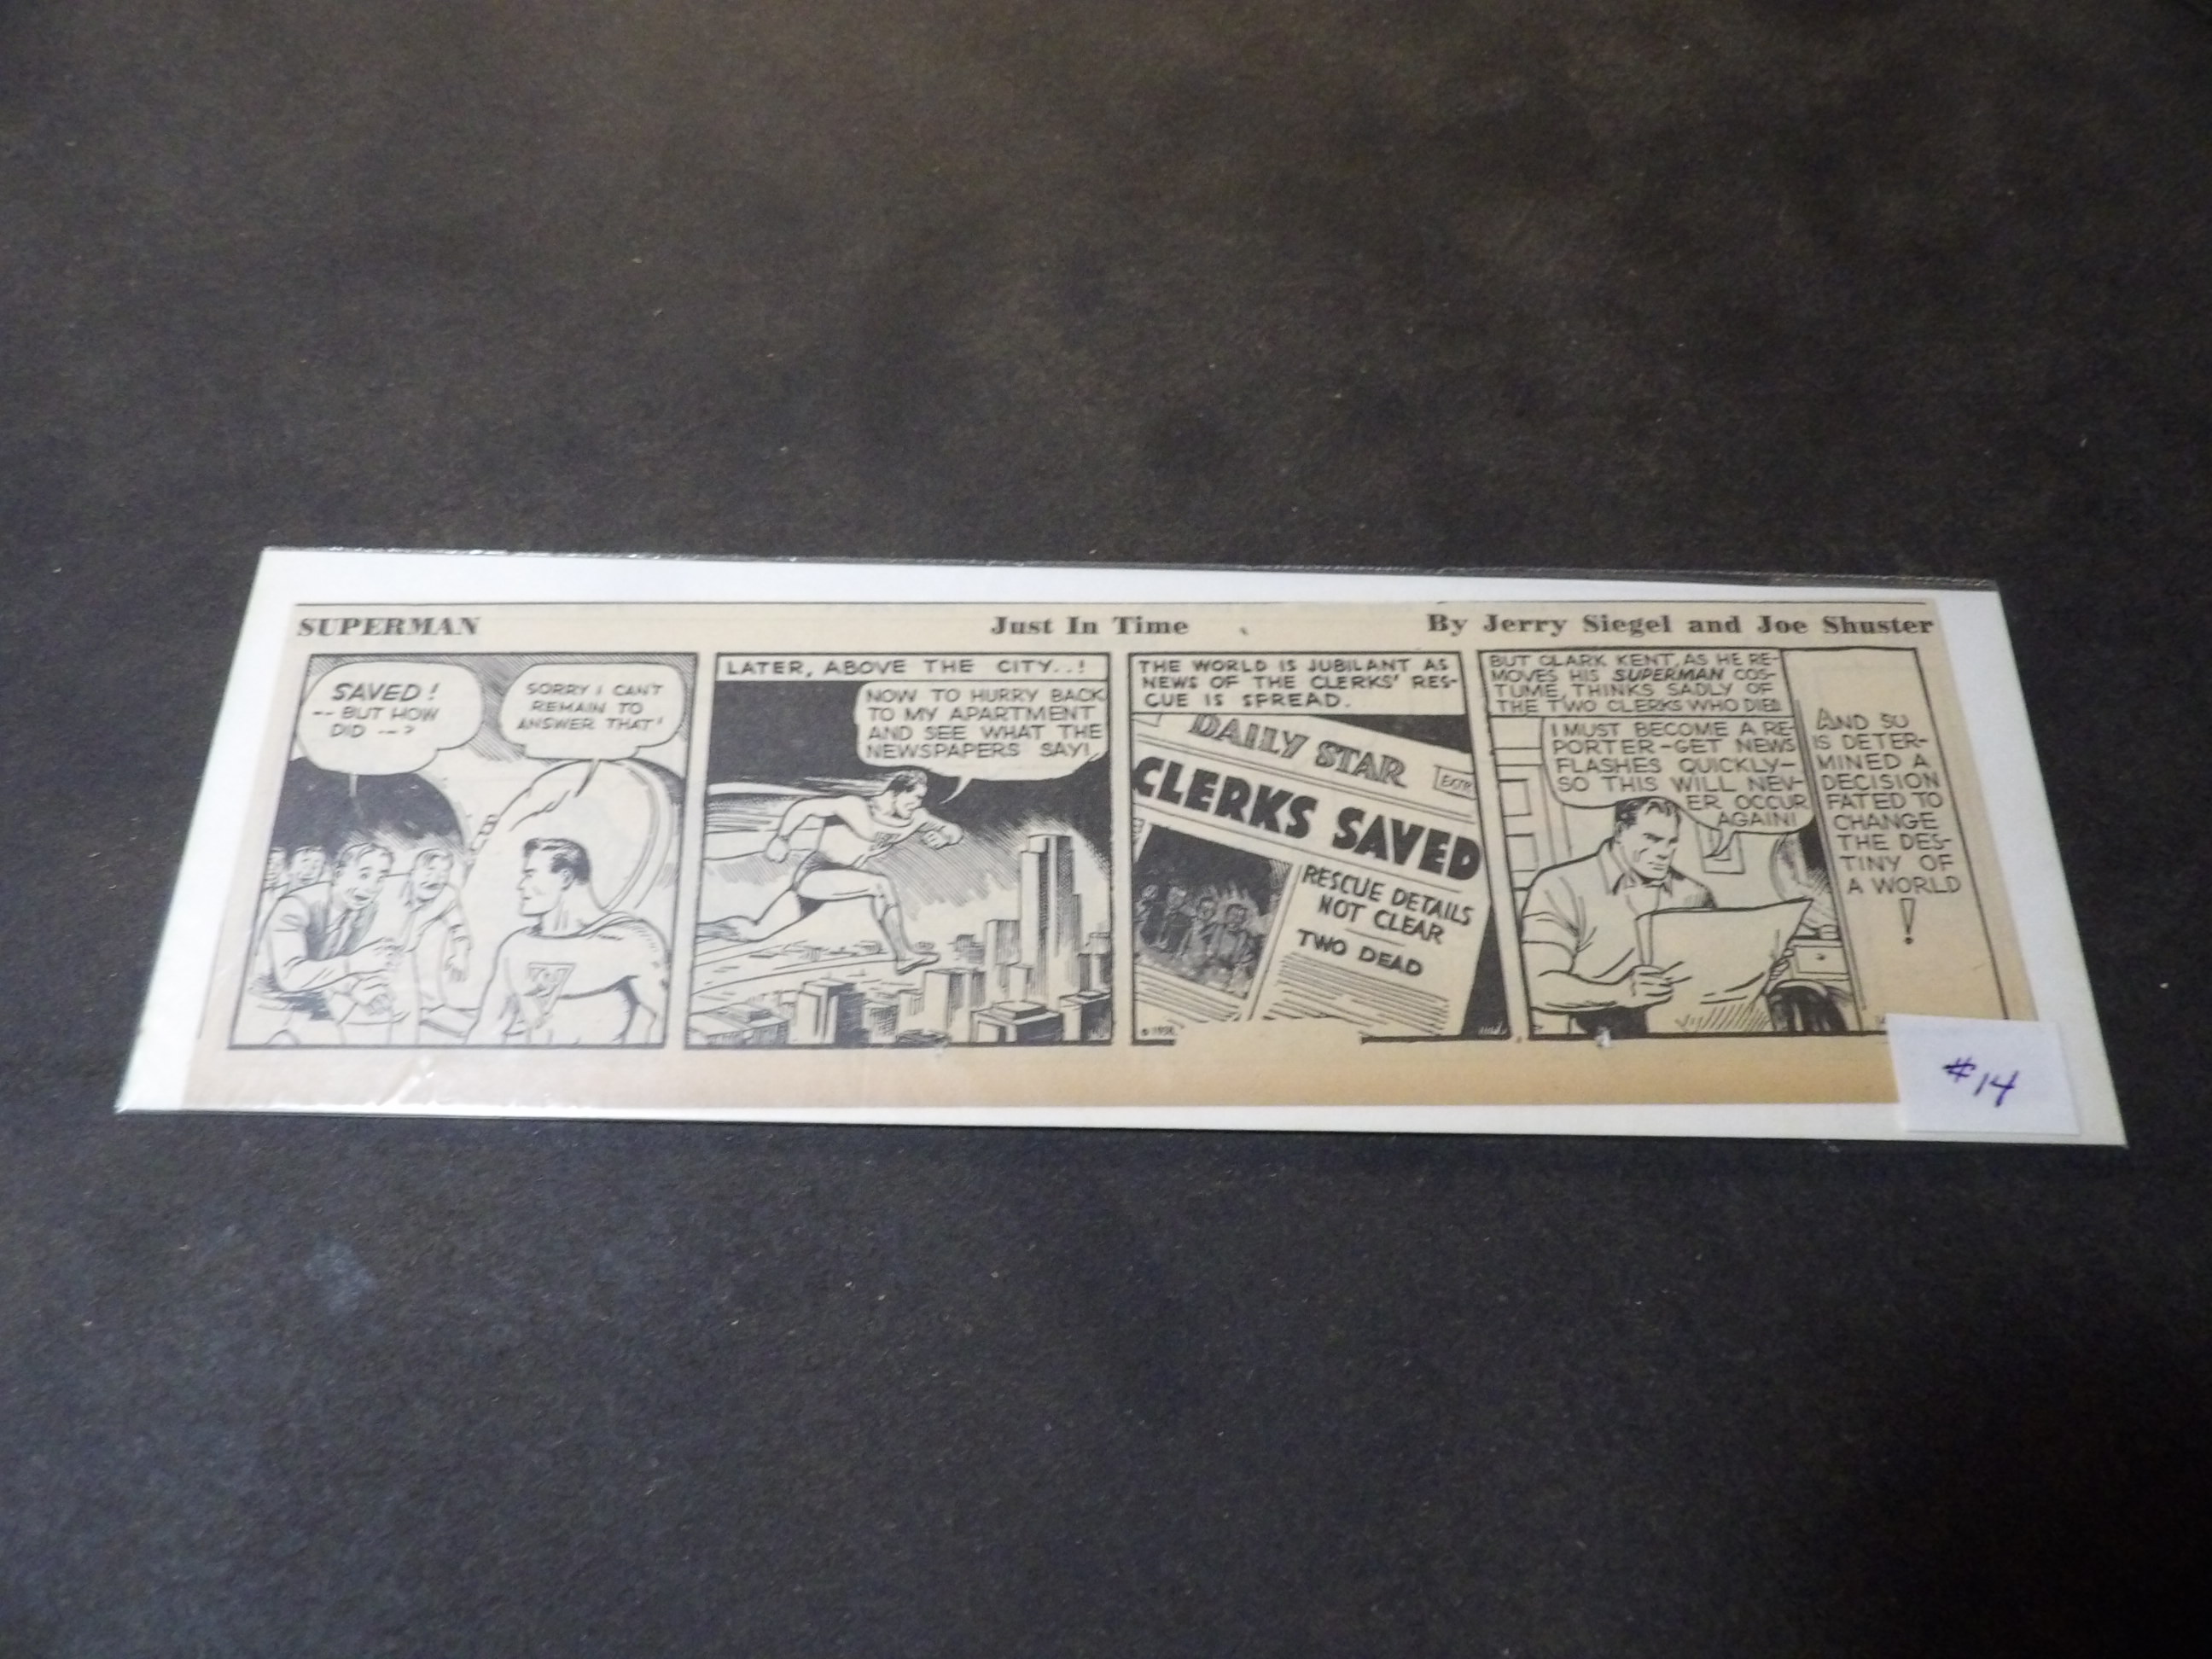 SUPERMAN
Just In Time
By Jerry Siegel and Joe Shuster
SAVED!
-- BUT HOW
DID -- ?
SORRY I CAN'T
REMAIN TO
ANSWER THAT!
LATER, ABOVE THE CITY..!
NOW TO HURRY BACK
TO MY APARTMENT
AND SEE WHAT THE
NEWSPAPERS SAY!
THE WORLD IS JUBILANT AS
NEWS OF THE CLERKS' RES-
CUE IS SPREAD.
DAILY STAR
EXTRA
CLERKS SAVED
RESCUE DETAILS
NOT CLEAR
TWO DEAD
BUT CLARK KENT, AS HE RE-
MOVES HIS SUPERMAN COS-
TUME, THINKS SADLY OF
THE TWO CLERKS WHO DIED
I MUST BECOME A RE-
PORTER - GET NEWS
FLASHES QUICKLY -
SO THIS WILL NEV-
ER OCCUR
AGAIN!
AND SO
IS DETER-
MINED A
DECISION
FATED TO
CHANGE
THE DES-
TINY OF
A WORLD
!
#14